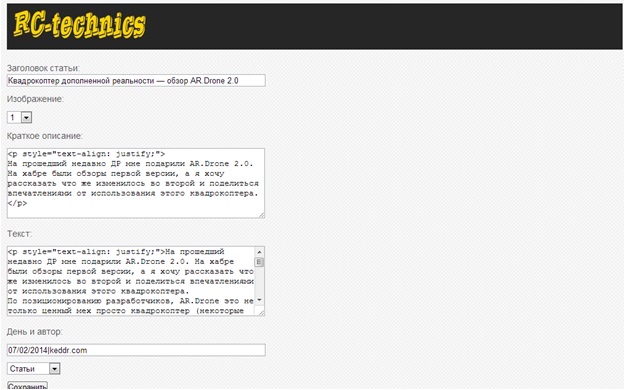 RC-technics
Заголовок статьи:
Квадрокоптер дополненной реальности — обзор AR.Drone 2.0
Изображение:
1
Краткое описание:
<p style="text-align: justify;">
На прошедший недавно ДР мне подарили AR.Drone 2.0.
На хабре были обзоры первой версии, а я хочу
рассказать что же изменилось во второй и поделиться
впечатлениями от использования этого квадрокоптера.
</p>
Текст:
<p style="text-align: justify;">На прошедший
недавно ДР мне подарили AR.Drone 2.0. На хабре
были обзоры первой версии, а я хочу рассказать что
же изменилось во второй и поделиться впечатлениями
от использования этого квадрокоптера.
По позиционированию разработчиков, AR.Drone это не
только ценный мех просто квадрокоптер (некоторые
День и автор:
07/02/2014|keddr.com
Статьи
Сохранить